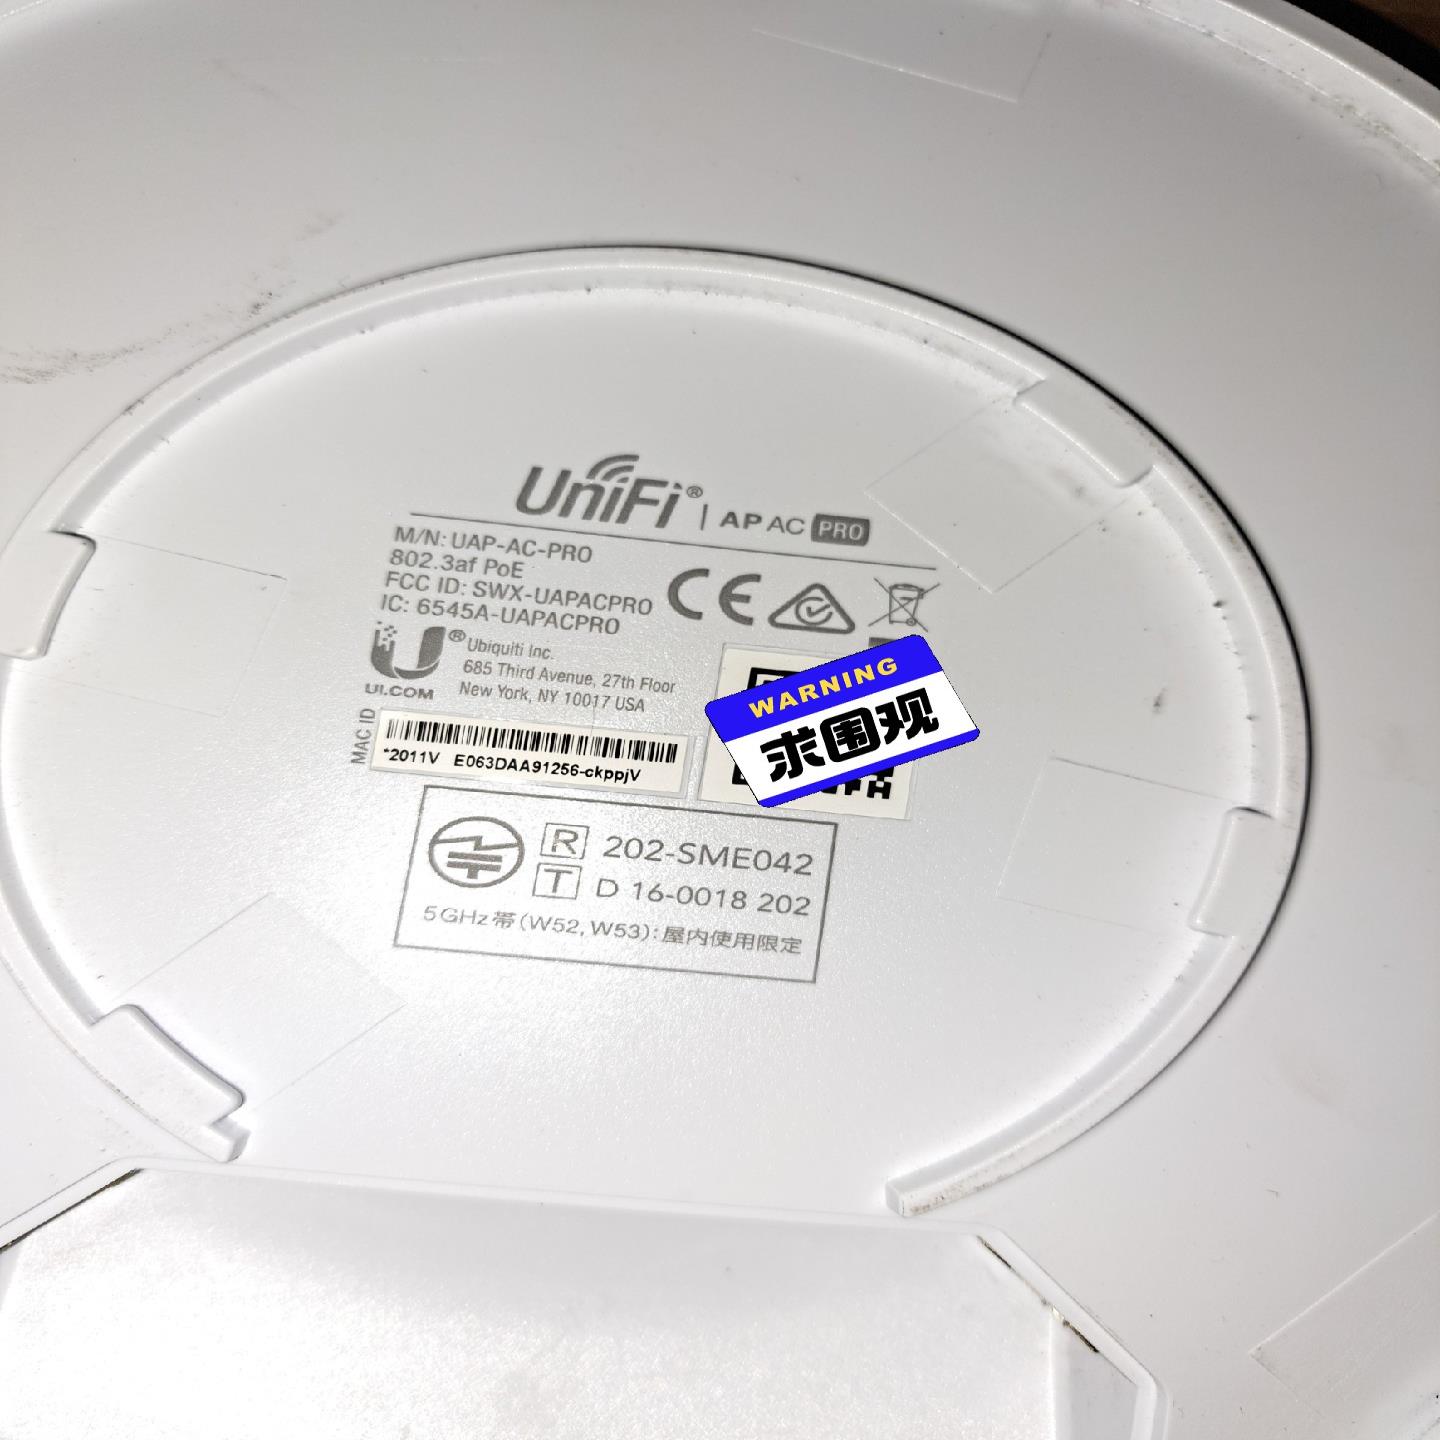 UniFi® | AP AC PRO
M/N: UAP-AC-PRO
802.3af PoE
FCC ID: SWX-UAPACPRO
IC: 6545A-UAPACPRO
CE
U®
UI.COM
Ubiquiti Inc.
685 Third Avenue, 27th Floor
New York, NY 10017 USA
WARNING
求围观
MAC ID
*2011V E063DAA91256-ckppjV
R 202-SME042
T D 16-0018 202
5GHz帯(W52, W53): 屋内使用限定